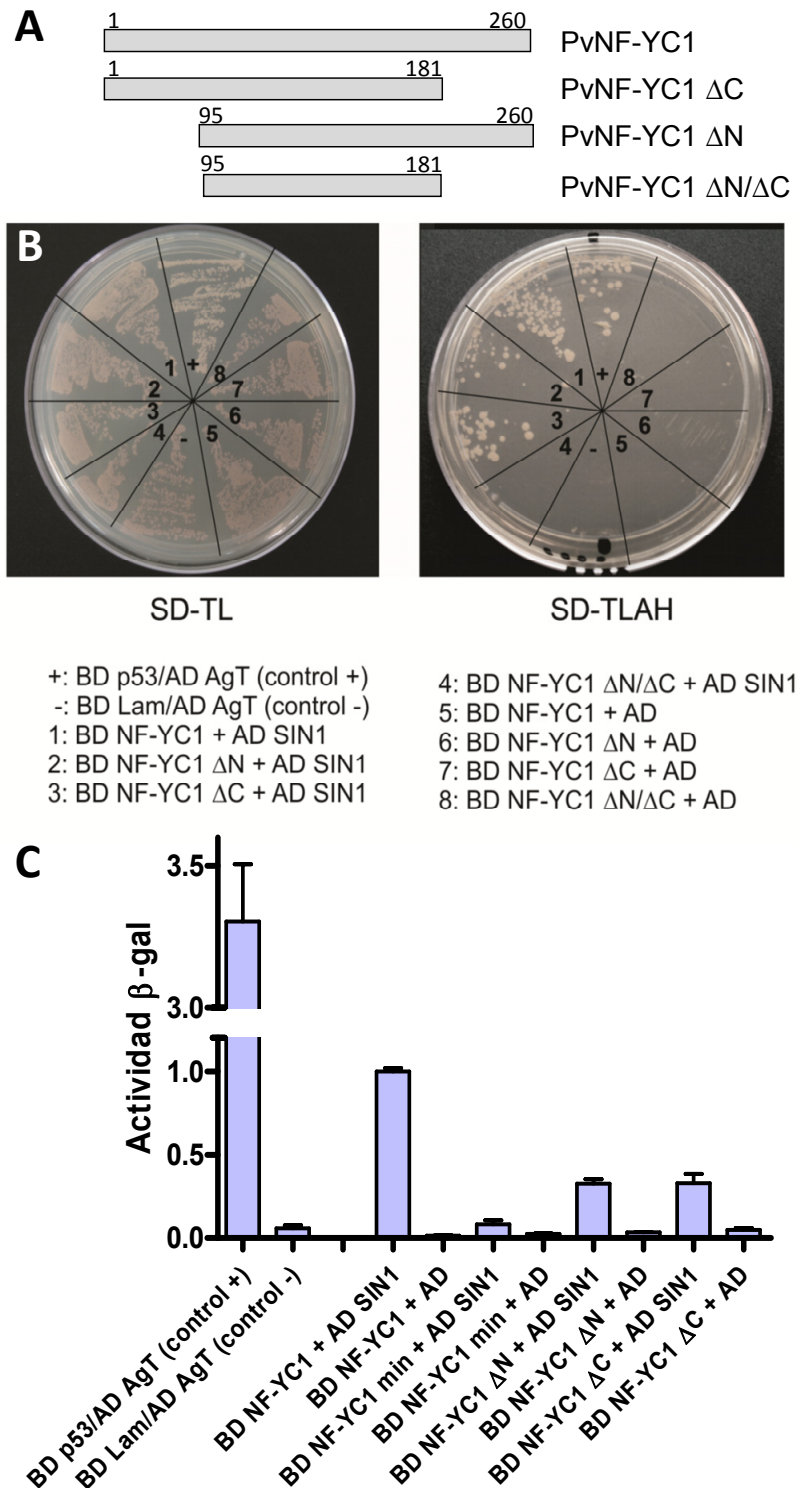 A
1 260
PvNF-YC1
1 181
PvNF-YC1 ΔC
95 260
PvNF-YC1 ΔN
95 181
PvNF-YC1 ΔN/ΔC
B
1 + 8
2 7
3 6
4 - 5
1 + 8
2 7
3 6
4 - 5
SD-TL
SD-TLAH
+: BD p53/AD AgT (control +)
-: BD Lam/AD AgT (control -)
1: BD NF-YC1 + AD SIN1
2: BD NF-YC1 ΔN + AD SIN1
3: BD NF-YC1 ΔC + AD SIN1
4: BD NF-YC1 ΔN/ΔC + AD SIN1
5: BD NF-YC1 + AD
6: BD NF-YC1 ΔN + AD
7: BD NF-YC1 ΔC + AD
8: BD NF-YC1 ΔN/ΔC + AD
C
Actividad β-gal
3.5
3.0
1.0
0.5
0.0
BD p53/AD AgT (control +)
BD Lam/AD AgT (control -)
BD NF-YC1 + AD SIN1
BD NF-YC1 + AD
BD NF-YC1 min + AD SIN1
BD NF-YC1 min + AD
BD NF-YC1 ΔN + AD SIN1
BD NF-YC1 ΔN + AD
BD NF-YC1 ΔC + AD SIN1
BD NF-YC1 ΔC + AD